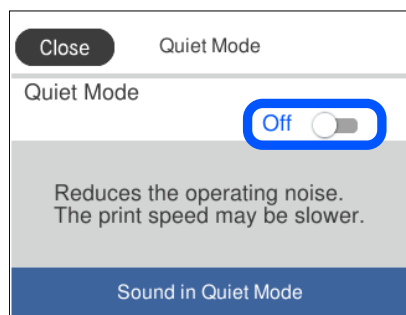 Close
Quiet Mode
Quiet Mode
Off
Reduces the operating noise.
The print speed may be slower.
Sound in Quiet Mode